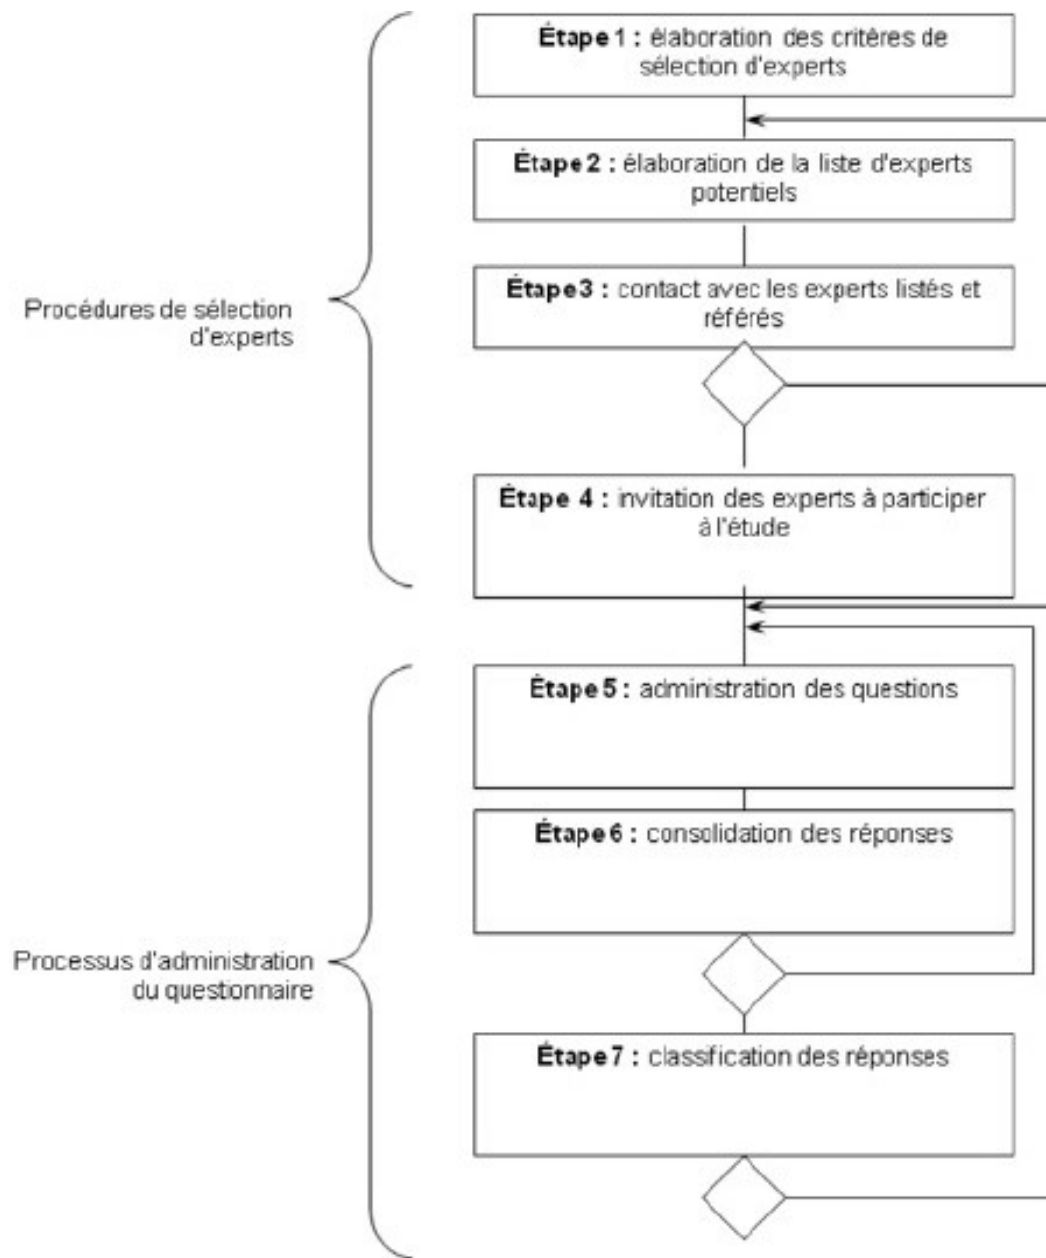 Étape 1 : élaboration des critères de
sélection d'experts
Étape 2 : élaboration de la liste d'experts
potentiels
Étape 3 : contact avec les experts listés et
référés
Procédures de sélection
d'experts
Étape 4 : invitation des experts à participer
à l'étude
Étape 5 : administration des questions
Étape 6 : consolidation des réponses
Processus d'administration
du questionnaire
Étape 7 : classification des réponses